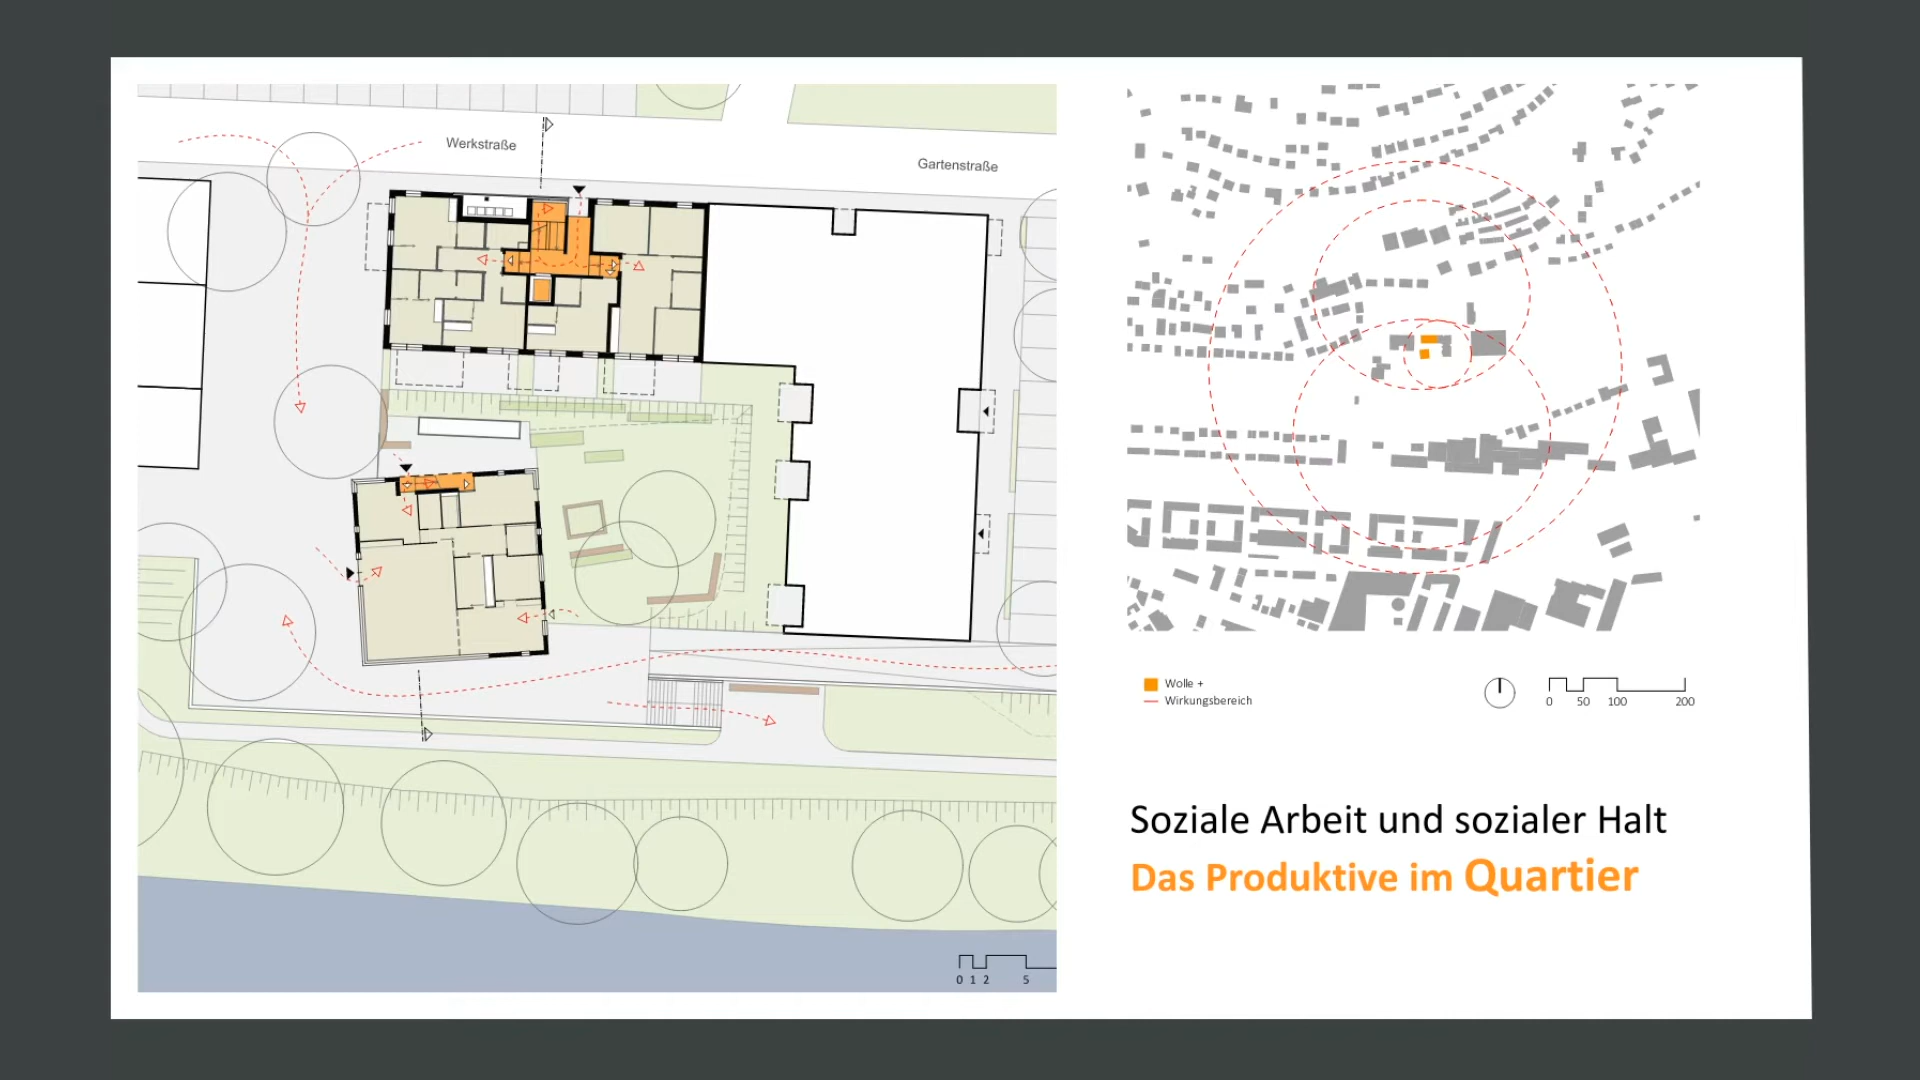 Werkstraße
Gartenstraße
0 1 2 5
Wolle +
Wirkungsbereich
0 50 100 200
Soziale Arbeit und sozialer Halt
Das Produktive im Quartier